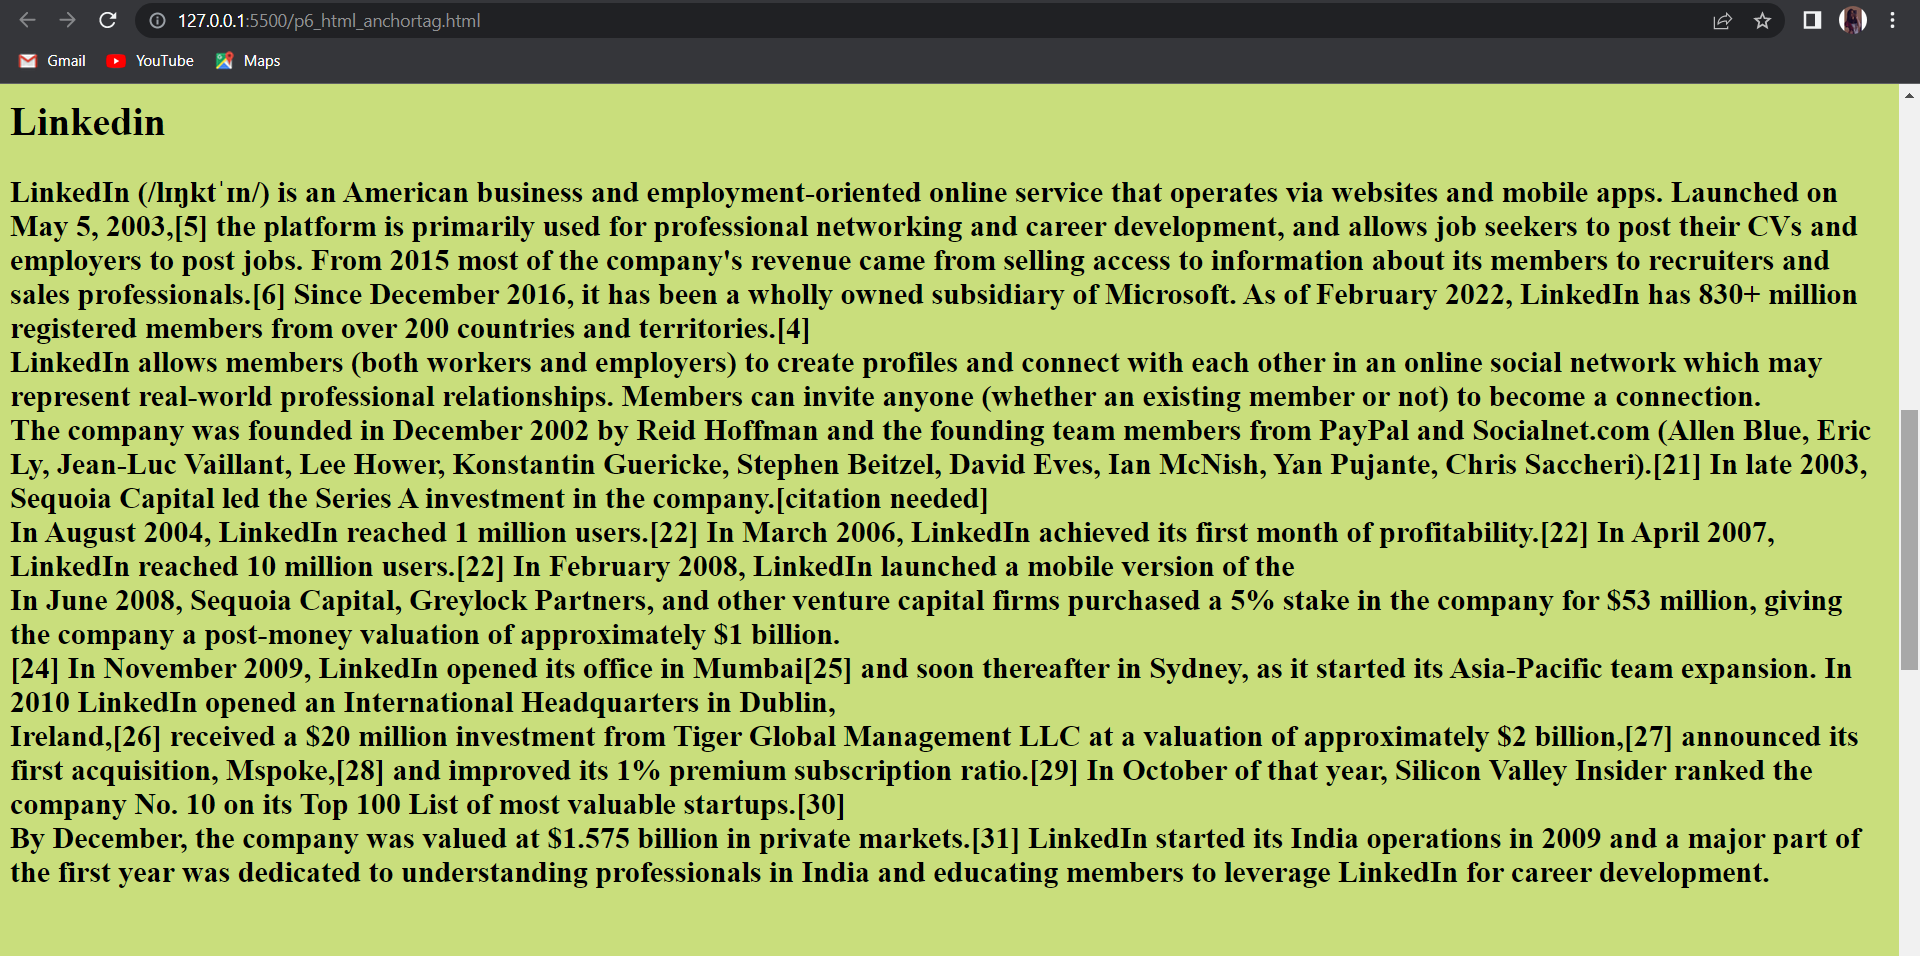 127.0.0.1:5500/p6_html_anchortag.html
Gmail YouTube Maps
Linkedin
LinkedIn (/lɪŋktˈɪn/) is an American business and employment-oriented online service that operates via websites and mobile apps. Launched on
May 5, 2003,[5] the platform is primarily used for professional networking and career development, and allows job seekers to post their CVs and
employers to post jobs. From 2015 most of the company's revenue came from selling access to information about its members to recruiters and
sales professionals.[6] Since December 2016, it has been a wholly owned subsidiary of Microsoft. As of February 2022, LinkedIn has 830+ million
registered members from over 200 countries and territories.[4]
LinkedIn allows members (both workers and employers) to create profiles and connect with each other in an online social network which may
represent real-world professional relationships. Members can invite anyone (whether an existing member or not) to become a connection.
The company was founded in December 2002 by Reid Hoffman and the founding team members from PayPal and Socialnet.com (Allen Blue, Eric
Ly, Jean-Luc Vaillant, Lee Hower, Konstantin Guericke, Stephen Beitzel, David Eves, Ian McNish, Yan Pujante, Chris Saccheri).[21] In late 2003,
Sequoia Capital led the Series A investment in the company.[citation needed]
In August 2004, LinkedIn reached 1 million users.[22] In March 2006, LinkedIn achieved its first month of profitability.[22] In April 2007,
LinkedIn reached 10 million users.[22] In February 2008, LinkedIn launched a mobile version of the
In June 2008, Sequoia Capital, Greylock Partners, and other venture capital firms purchased a 5% stake in the company for $53 million, giving
the company a post-money valuation of approximately $1 billion.
[24] In November 2009, LinkedIn opened its office in Mumbai[25] and soon thereafter in Sydney, as it started its Asia-Pacific team expansion. In
2010 LinkedIn opened an International Headquarters in Dublin,
Ireland,[26] received a $20 million investment from Tiger Global Management LLC at a valuation of approximately $2 billion,[27] announced its
first acquisition, Mspoke,[28] and improved its 1% premium subscription ratio.[29] In October of that year, Silicon Valley Insider ranked the
company No. 10 on its Top 100 List of most valuable startups.[30]
By December, the company was valued at $1.575 billion in private markets.[31] LinkedIn started its India operations in 2009 and a major part of
the first year was dedicated to understanding professionals in India and educating members to leverage LinkedIn for career development.